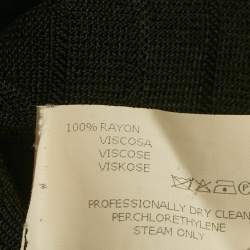 100% RAYON
VISCOSA
VISCOSE
VISKOSE
PROFESSIONALLY DRY CLEAN
PERCHLORETHYLENE
STEAM ONLY